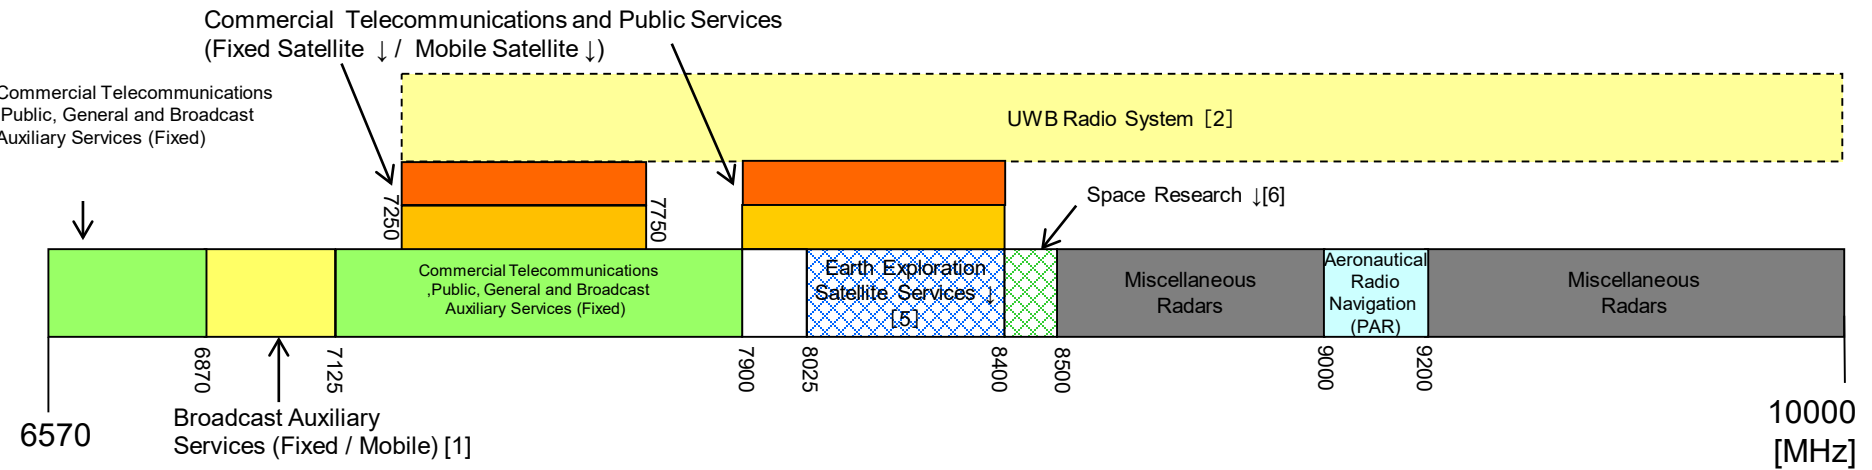 Commercial Telecommunications and Public Services
(Fixed Satellite ↓ / Mobile Satellite ↓)
Commercial Telecommunications
,Public, General and Broadcast
Auxiliary Services (Fixed)
UWB Radio System [2]
7250
7750
Space Research ↓[6]
Commercial Telecommunications
,Public, General and Broadcast
Auxiliary Services (Fixed)
Earth Exploration
Satellite Services ↓
[5]
Miscellaneous
Radars
Aeronautical
Radio
Navigation
(PAR)
Miscellaneous
Radars
6870
7125
7900
8025
8400
8500
9000
9200
6570
Broadcast Auxiliary
Services (Fixed / Mobile) [1]
10000
[MHz]